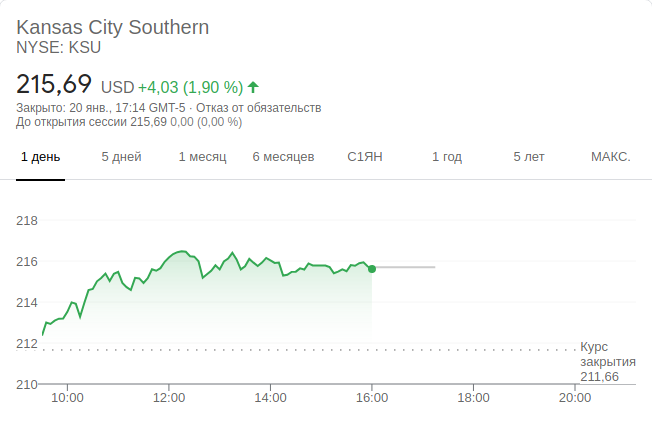 Kansas City Southern
NYSE: KSU
215,69 USD +4,03 (1,90 %)
Закрыто: 20 янв., 17:14 GMT-5 · Отказ от обязательств
До открытия сессии 215,69 0,00 (0,00 %)
1 день 5 дней 1 месяц 6 месяцев С1ЯН 1 год 5 лет МАКС.
218
216
214
212
210
Курс
закрытия
211,66
10:00 12:00 14:00 16:00 18:00 20:00